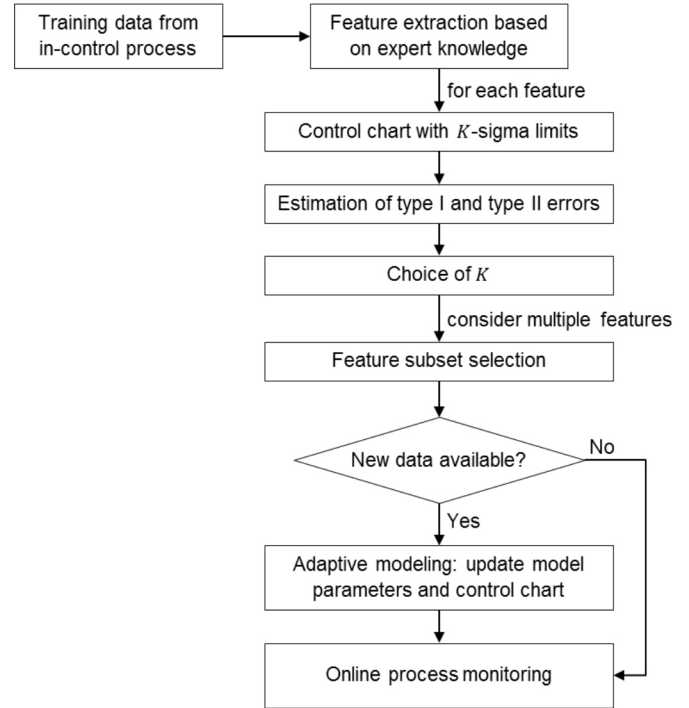 Training data from
in-control process
Feature extraction based
on expert knowledge
for each feature
Control chart with K-sigma limits
Estimation of type I and type II errors
Choice of K
consider multiple features
Feature subset selection
New data available?
No
Yes
Adaptive modeling: update model
parameters and control chart
Online process monitoring